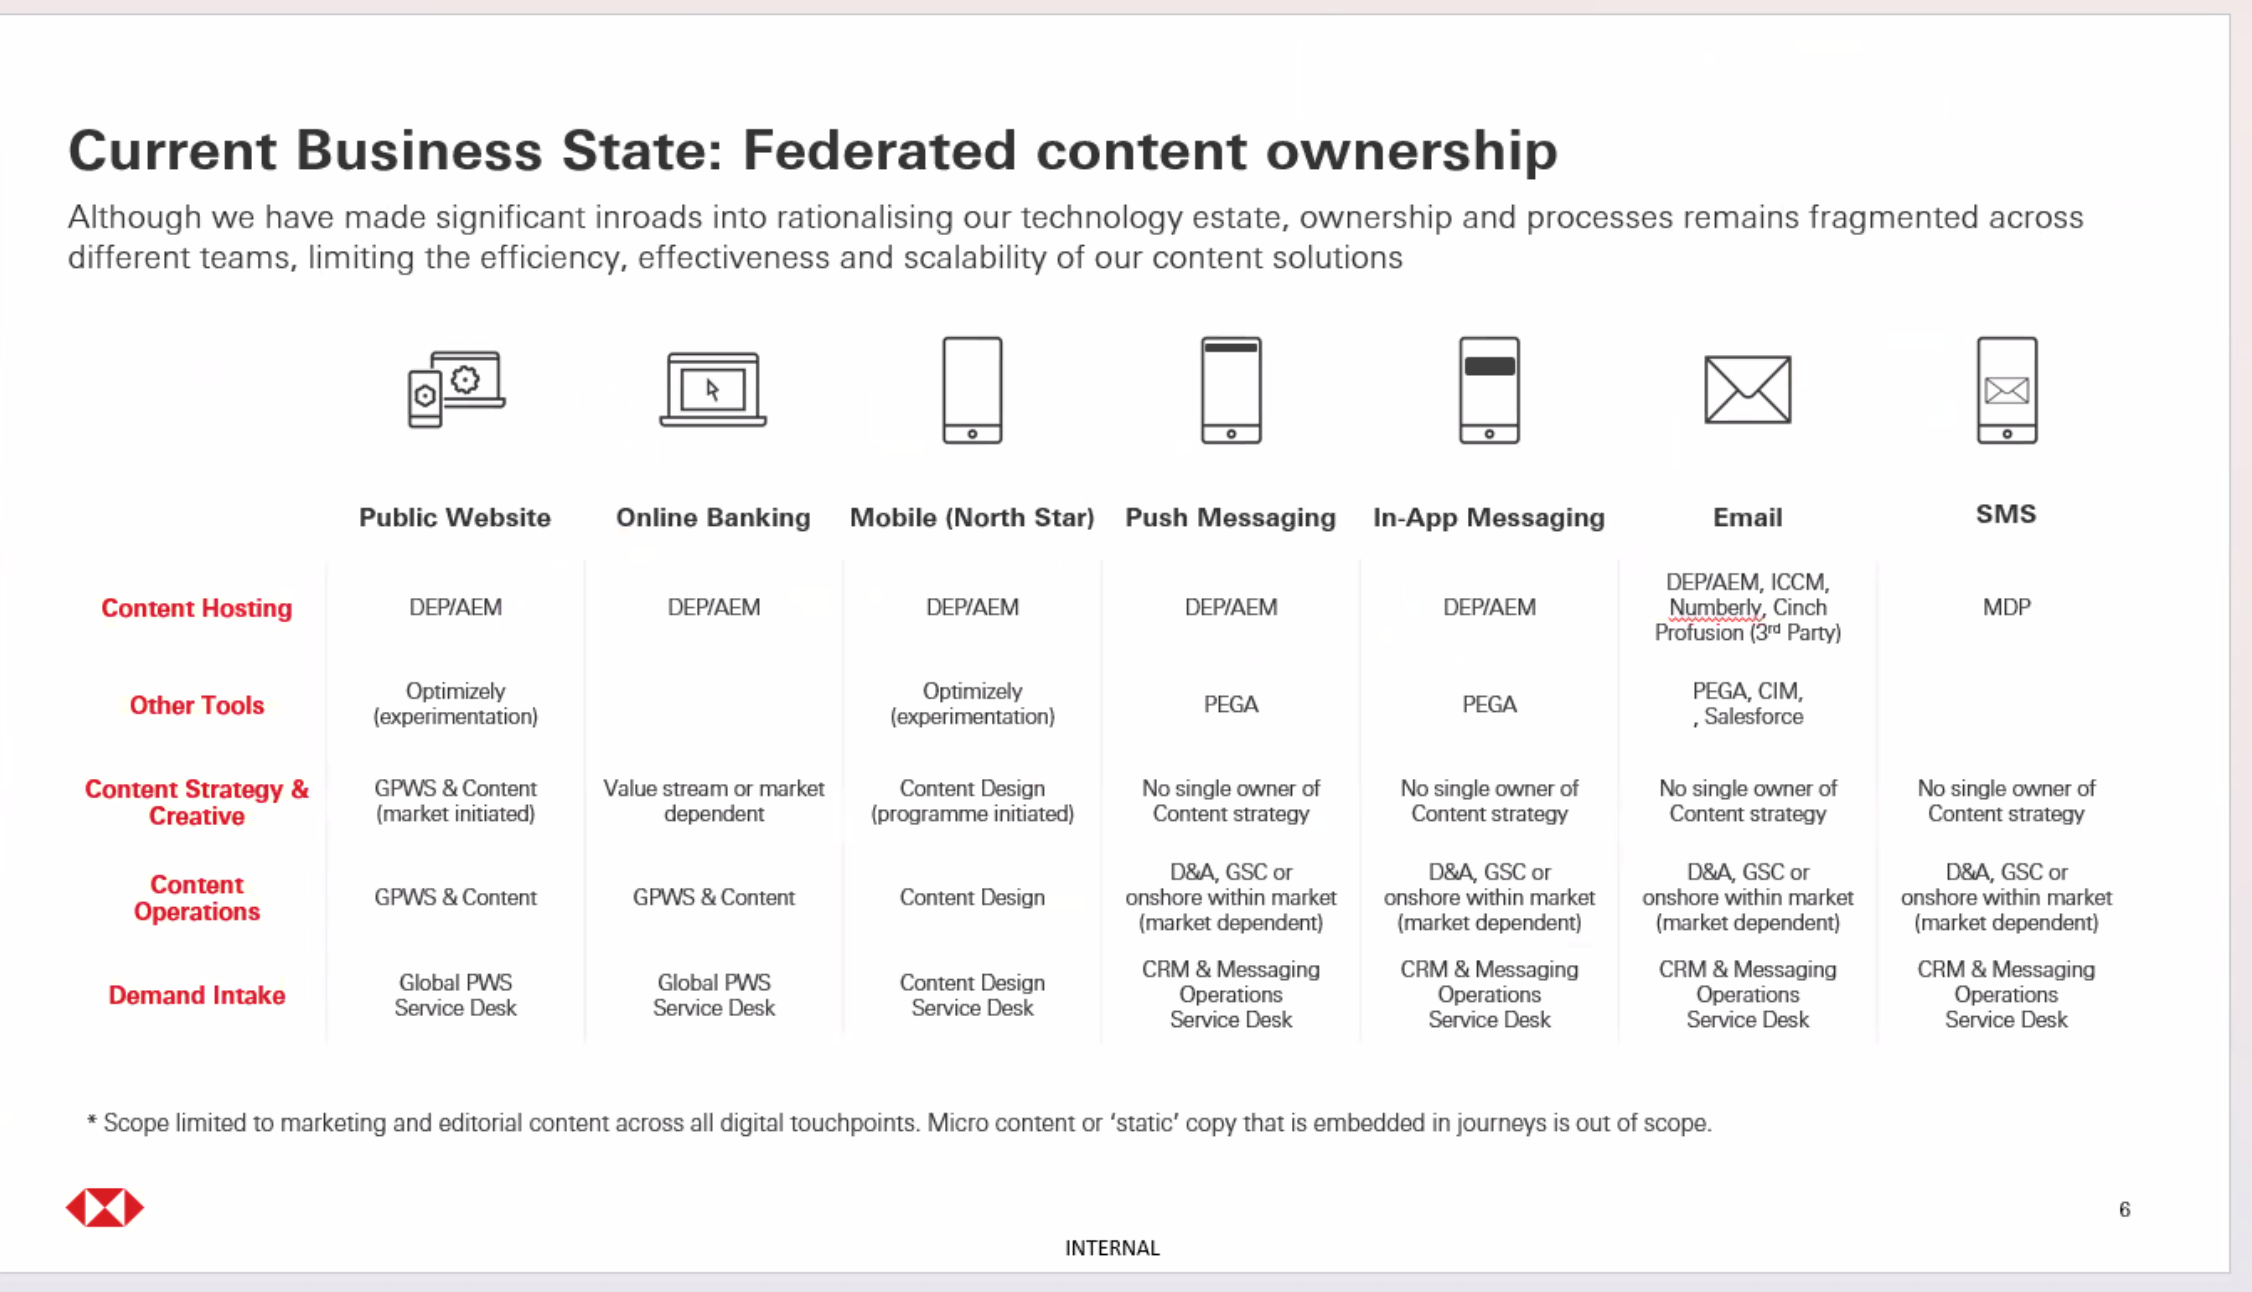 Current Business State: Federated content ownership
Although we have made significant inroads into rationalising our technology estate, ownership and processes remains fragmented across
different teams, limiting the efficiency, effectiveness and scalability of our content solutions
Public Website
Online Banking
Mobile (North Star)
Push Messaging
In-App Messaging
Email
SMS
Content Hosting
DEP/AEM
DEP/AEM
DEP/AEM
DEP/AEM
DEP/AEM
DEP/AEM, ICCM,
Numberly, Cinch
Profusion (3rd Party)
MDP
Other Tools
Optimizely
(experimentation)
Optimizely
(experimentation)
PEGA
PEGA
PEGA, CIM,
, Salesforce
Content Strategy &
Creative
GPWS & Content
(market initiated)
Value stream or market
dependent
Content Design
(programme initiated)
No single owner of
Content strategy
No single owner of
Content strategy
No single owner of
Content strategy
No single owner of
Content strategy
Content
Operations
GPWS & Content
GPWS & Content
Content Design
D&A, GSC or
onshore within market
(market dependent)
D&A, GSC or
onshore within market
(market dependent)
D&A, GSC or
onshore within market
(market dependent)
D&A, GSC or
onshore within market
(market dependent)
Demand Intake
Global PWS
Service Desk
Global PWS
Service Desk
Content Design
Service Desk
CRM & Messaging
Operations
Service Desk
CRM & Messaging
Operations
Service Desk
CRM & Messaging
Operations
Service Desk
CRM & Messaging
Operations
Service Desk
* Scope limited to marketing and editorial content across all digital touchpoints. Micro content or ‘static’ copy that is embedded in journeys is out of scope.
6
INTERNAL